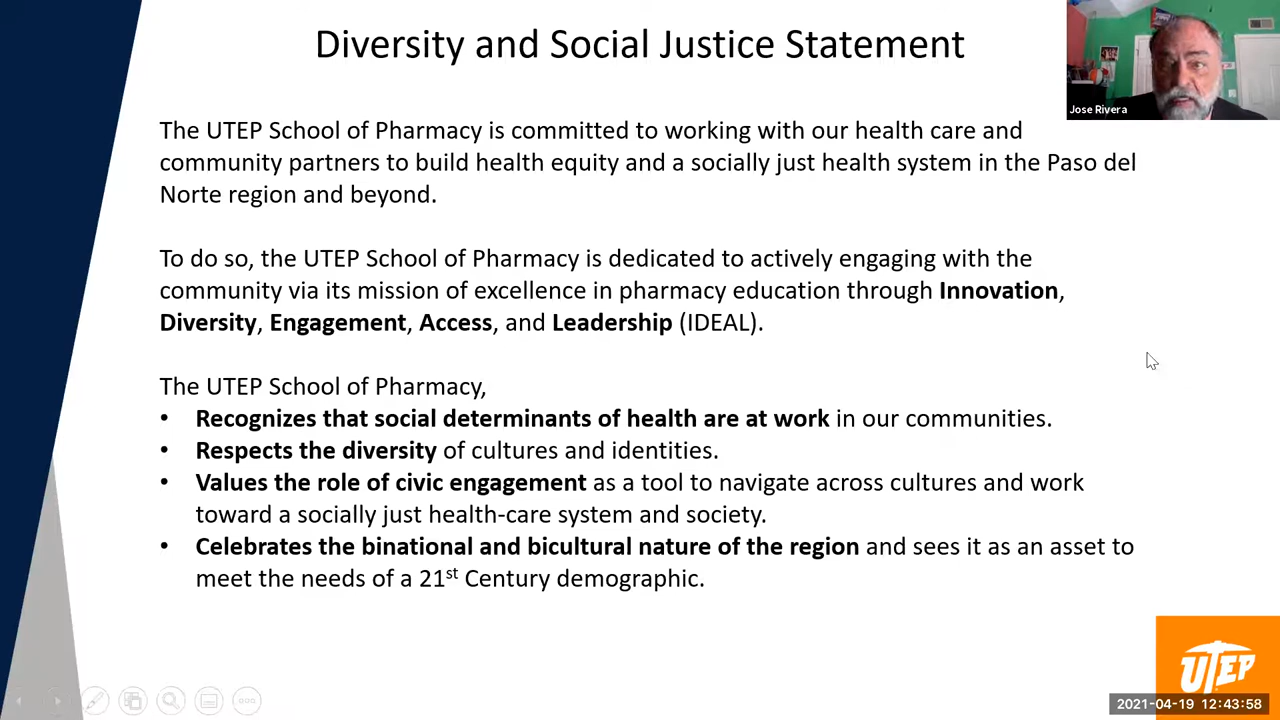 Diversity and Social Justice Statement
Jose Rivera
The UTEP School of Pharmacy is committed to working with our health care and
community partners to build health equity and a socially just health system in the Paso del
Norte region and beyond.
To do so, the UTEP School of Pharmacy is dedicated to actively engaging with the
community via its mission of excellence in pharmacy education through Innovation,
Diversity, Engagement, Access, and Leadership (IDEAL).
The UTEP School of Pharmacy,
• Recognizes that social determinants of health are at work in our communities.
• Respects the diversity of cultures and identities.
• Values the role of civic engagement as a tool to navigate across cultures and work
toward a socially just health-care system and society.
• Celebrates the binational and bicultural nature of the region and sees it as an asset to
meet the needs of a 21st Century demographic.
UTEP
2021-04-19 12:43:58